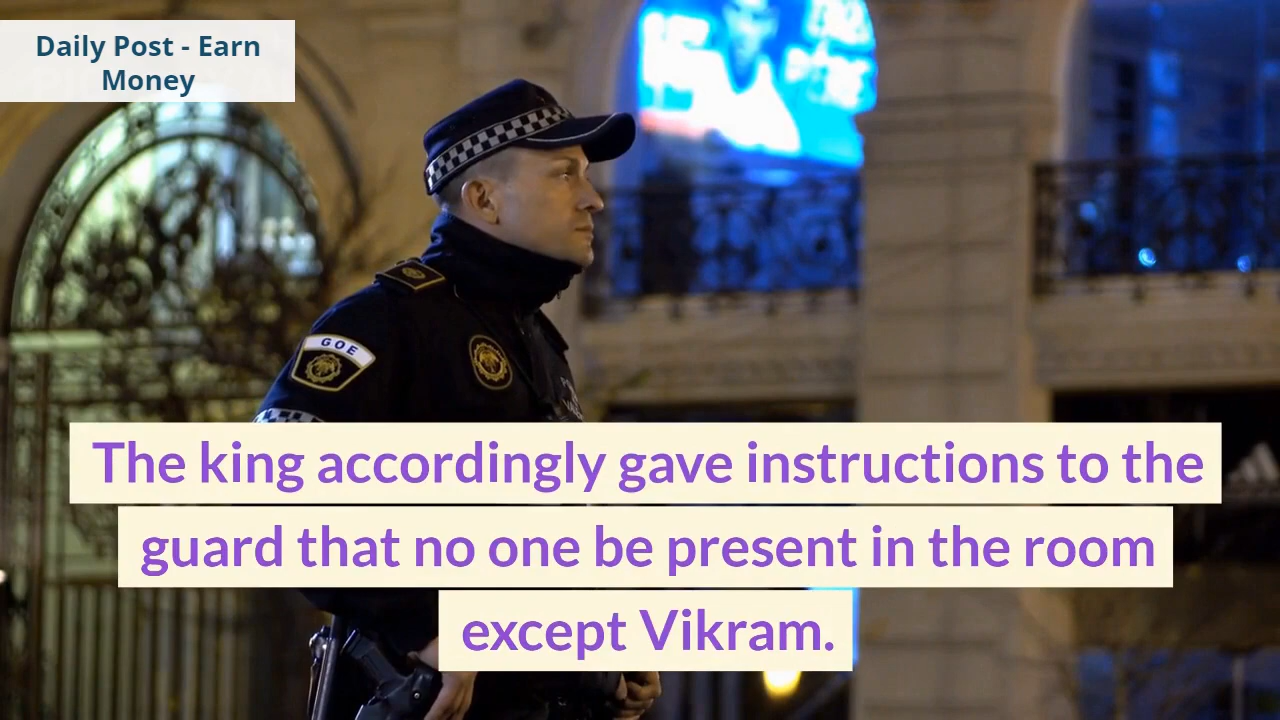 Daily Post - Earn
Money
GOE
The king accordingly gave instructions to the
guard that no one be present in the room
except Vikram.